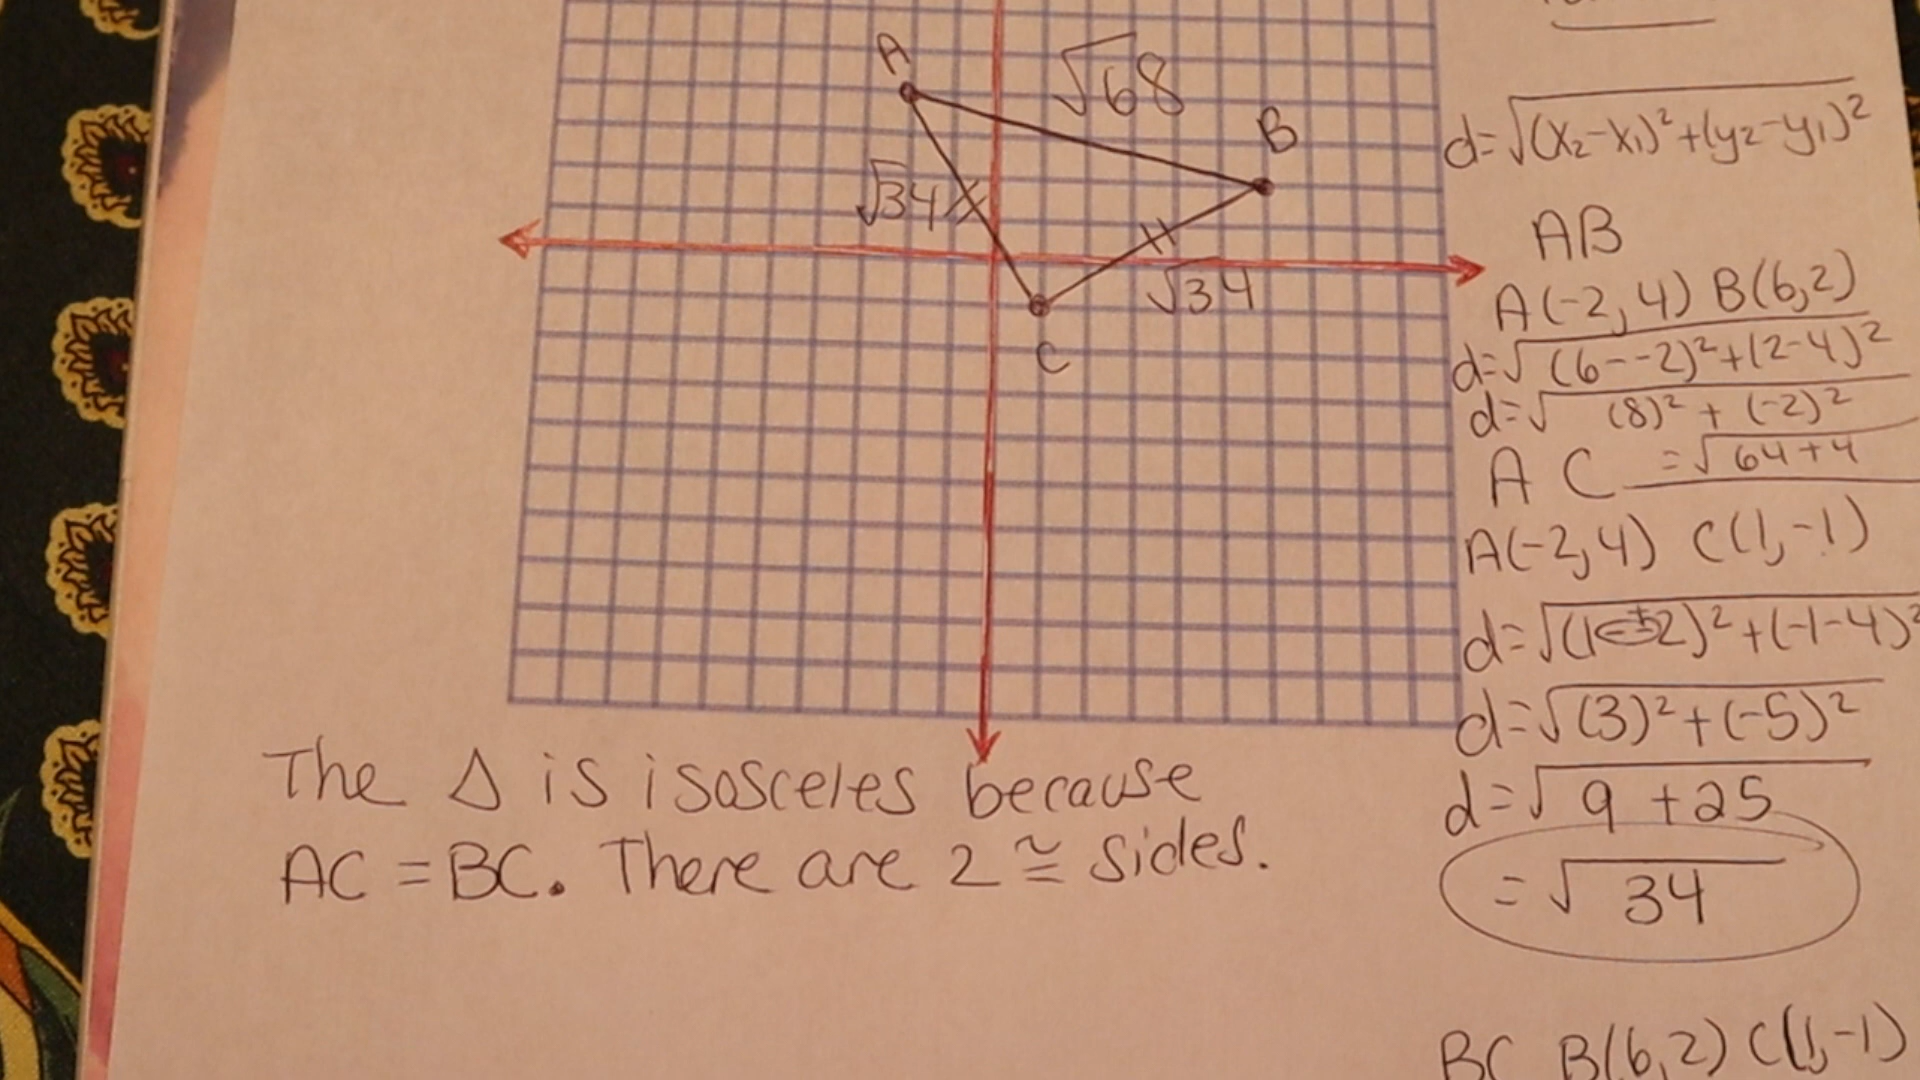 A
√68
B
√34
√34
C
The Δ is isosceles because
AC = BC. There are 2 ≅ sides.
d=√(x₂-x₁)²+(y₂-y₁)²
AB
A(-2,4) B(6,2)
d=√(6--2)²+(2-4)²
d=√(8)²+(-2)²
=√64+4
AC
A(-2,4) C(1,-1)
d=√(1-+2)²+(-1-4)²
d=√(3)²+(-5)²
d=√9+25
=√34
BC B(6,2) C(1,-1)